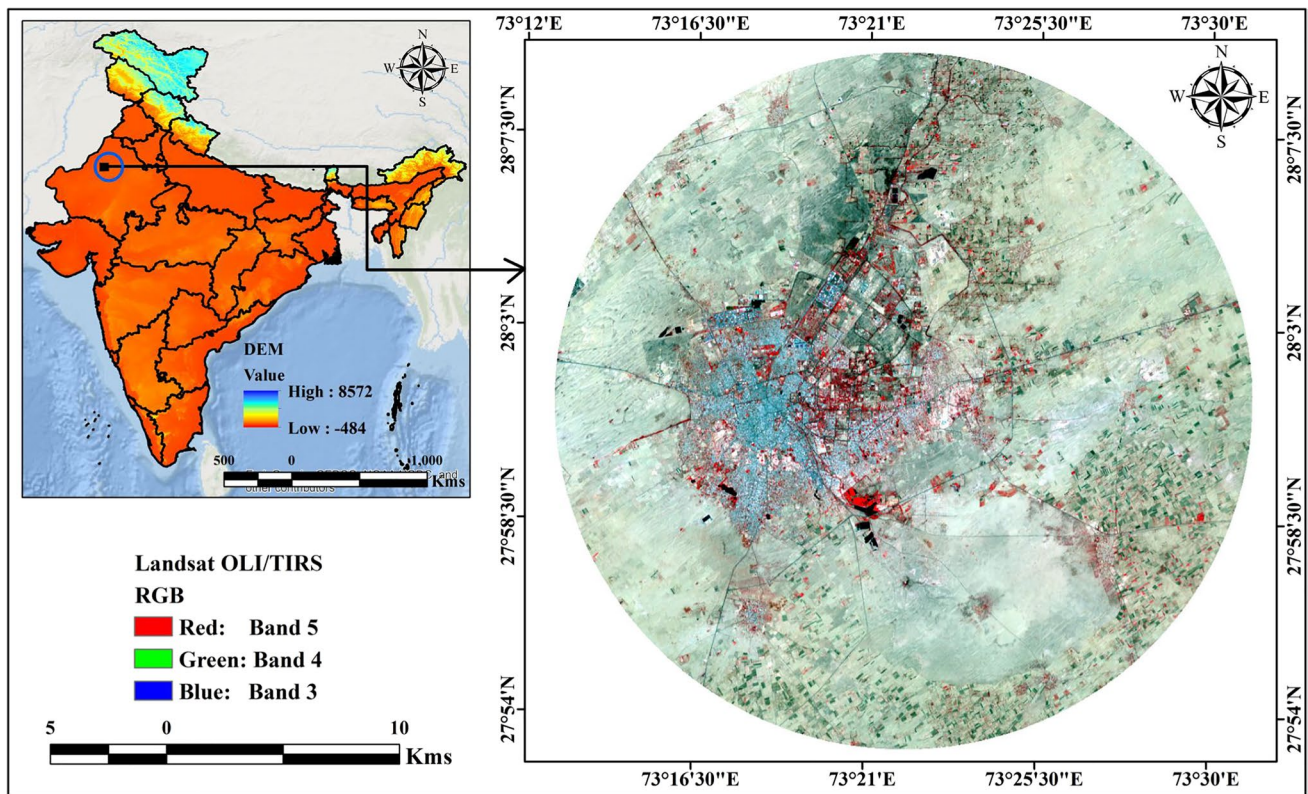 N
W E
S
DEM
Value
High : 8572
Low : -484
500 0 1,000
Kms
and
other contributors
Landsat OLI/TIRS
RGB
Red: Band 5
Green: Band 4
Blue: Band 3
5 0 10
Kms
73°12'E 73°16'30"E 73°21'E 73°25'30"E 73°30'E
N
W E
S
28°7'30"N
28°3'N
27°58'30"N
27°54'N
28°7'30"N
28°3'N
27°58'30"N
27°54'N
73°16'30"E 73°21'E 73°25'30"E 73°30'E